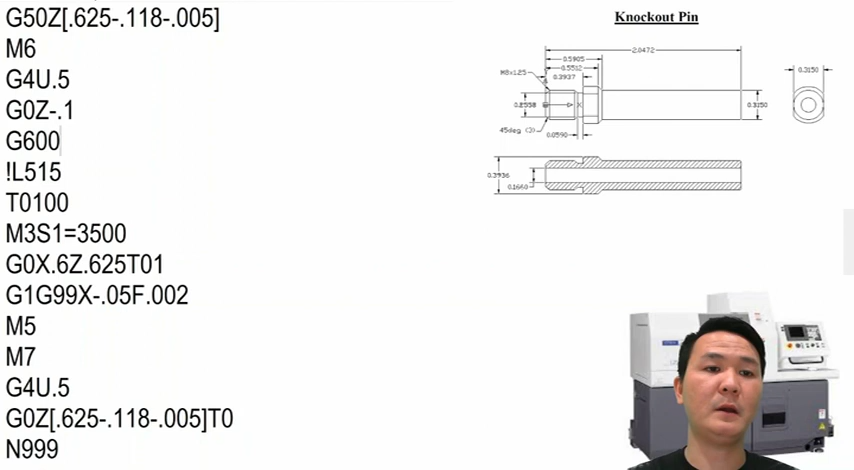 G50Z[.625-.118-.005]
M6
G4U.5
G0Z-.1
G600
!L515
T0100
M3S1=3500
G0X.6Z.625T01
G1G99X-.05F.002
M5
M7
G4U.5
G0Z[.625-.118-.005]T0
N999
Knockout Pin
2.0472
0.5905
0.5512
0.3937
M8x1.25
0.3150
0.2558
X
0.3150
45deg (2)
0.0590
0.3936
0.1660